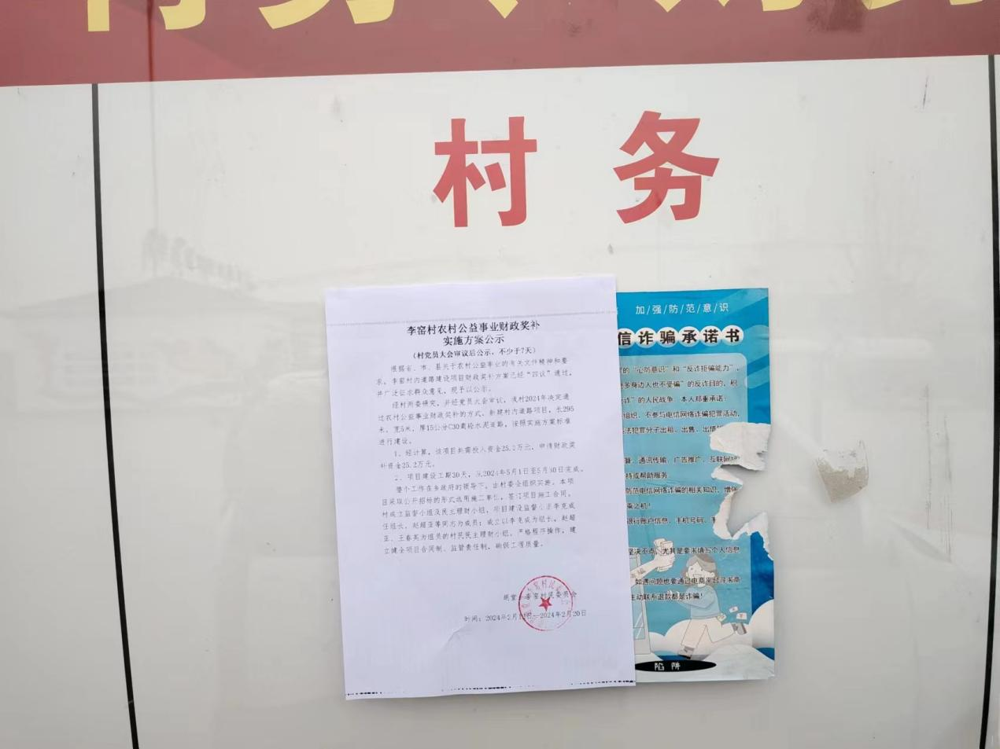 村务
李窑村农村公益事业财政奖补
实施方案公示
（村党员大会审议后公示，不少于7天）
根据省、市、县关于农村公益事业的有关文件精神和要
求，李窑村内道路建设项目财政奖补方案已经“四议”通过，
并广泛征求群众意见，现予以公示。
经村两委研究，并经党员大会审议，我村2024年决定通
过农村公益事业财政奖补的方式，新建村内道路项目，长295
米，宽5米，厚15公分C30商砼水泥道路，按照实施方案标准
进行建设。
1、经计算，该项目共需投入资金25.2万元，申请财政奖
补资金25.2万元。
2、项目建设工期30天，从2024年5月1日至5月30日完成。
整个工作在乡政府的领导下，由村委会组织实施。本项
目采取公开招标的形式选用施工单位，签订项目施工合同。
村成立监督小组及民主理财小组，项目建设监督小组李克成
任组长，赵超亚等同志为成员；成立以李克成为组长，赵超
亚、王春英为组员的村民民主理财小组。严格程序操作，建
立健全项目合同制、监督责任制，确保工程质量。
李窑村民委员会
时间：2024年2月 日—2024年2月20日
加/强/防/范/意/识
信诈骗承诺书
的“心防意识”和“反诈拒骗能力”，
多身边人也不受骗”的反诈目的，积
诈”的人民战争，本人郑重承诺：
组织、不参与电信网络诈骗犯罪活动，
法犯罪分子出租、出售、出借
算、通讯传输、广告推广、互联网
持或帮助服务。
防范电信网络诈骗的相关知识，增强
乘之机！
银行账户信息、手机号码、手
坚决不点，尤其是要求填写个人信息
如遇问题也要通过电商平台寻求商
主动联系退款都是诈骗！
陷阱